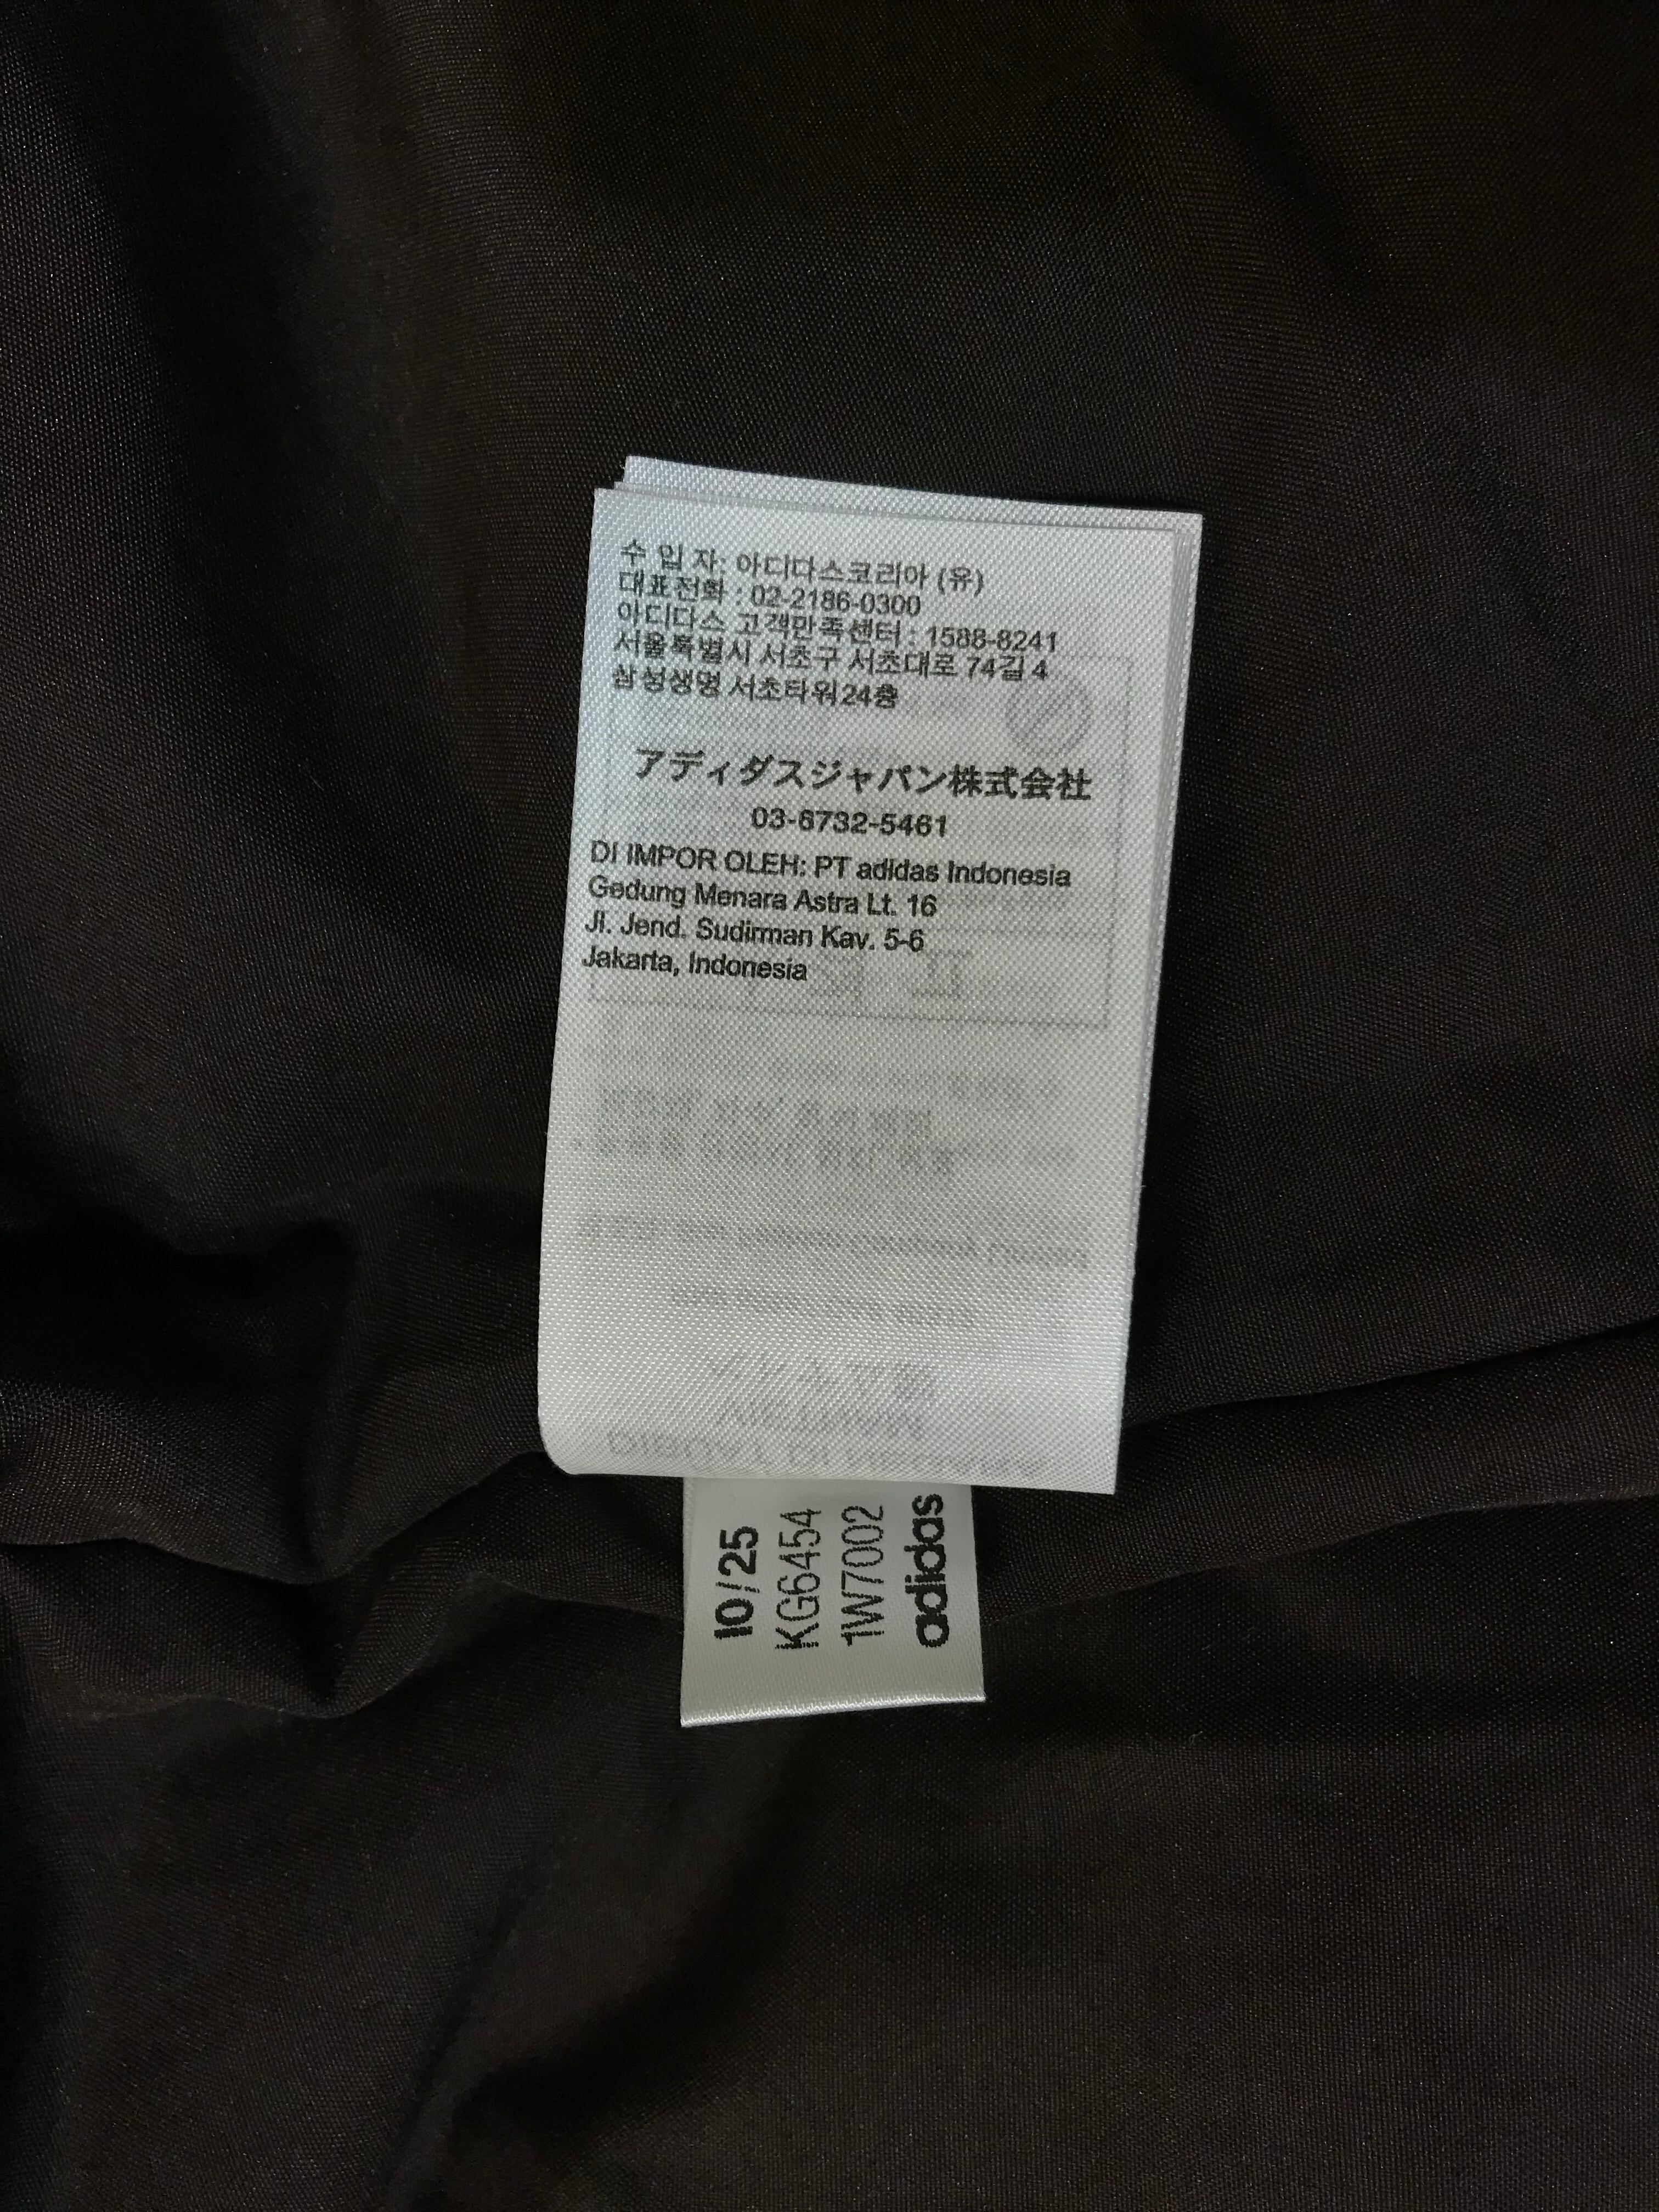 수 입 자: 아디다스코리아 (유)
대표전화 : 02-2186-0300
아디다스 고객만족센터 : 1588-8241
서울특별시 서초구 서초대로 74길 4
삼성생명 서초타워24층
アディダスジャパン株式会社
03-6732-5461
DI IMPOR OLEH: PT adidas Indonesia
Gedung Menara Astra Lt. 16
Jl. Jend. Sudirman Kav. 5-6
Jakarta, Indonesia
10/25
KG6454
1W7002
adidas